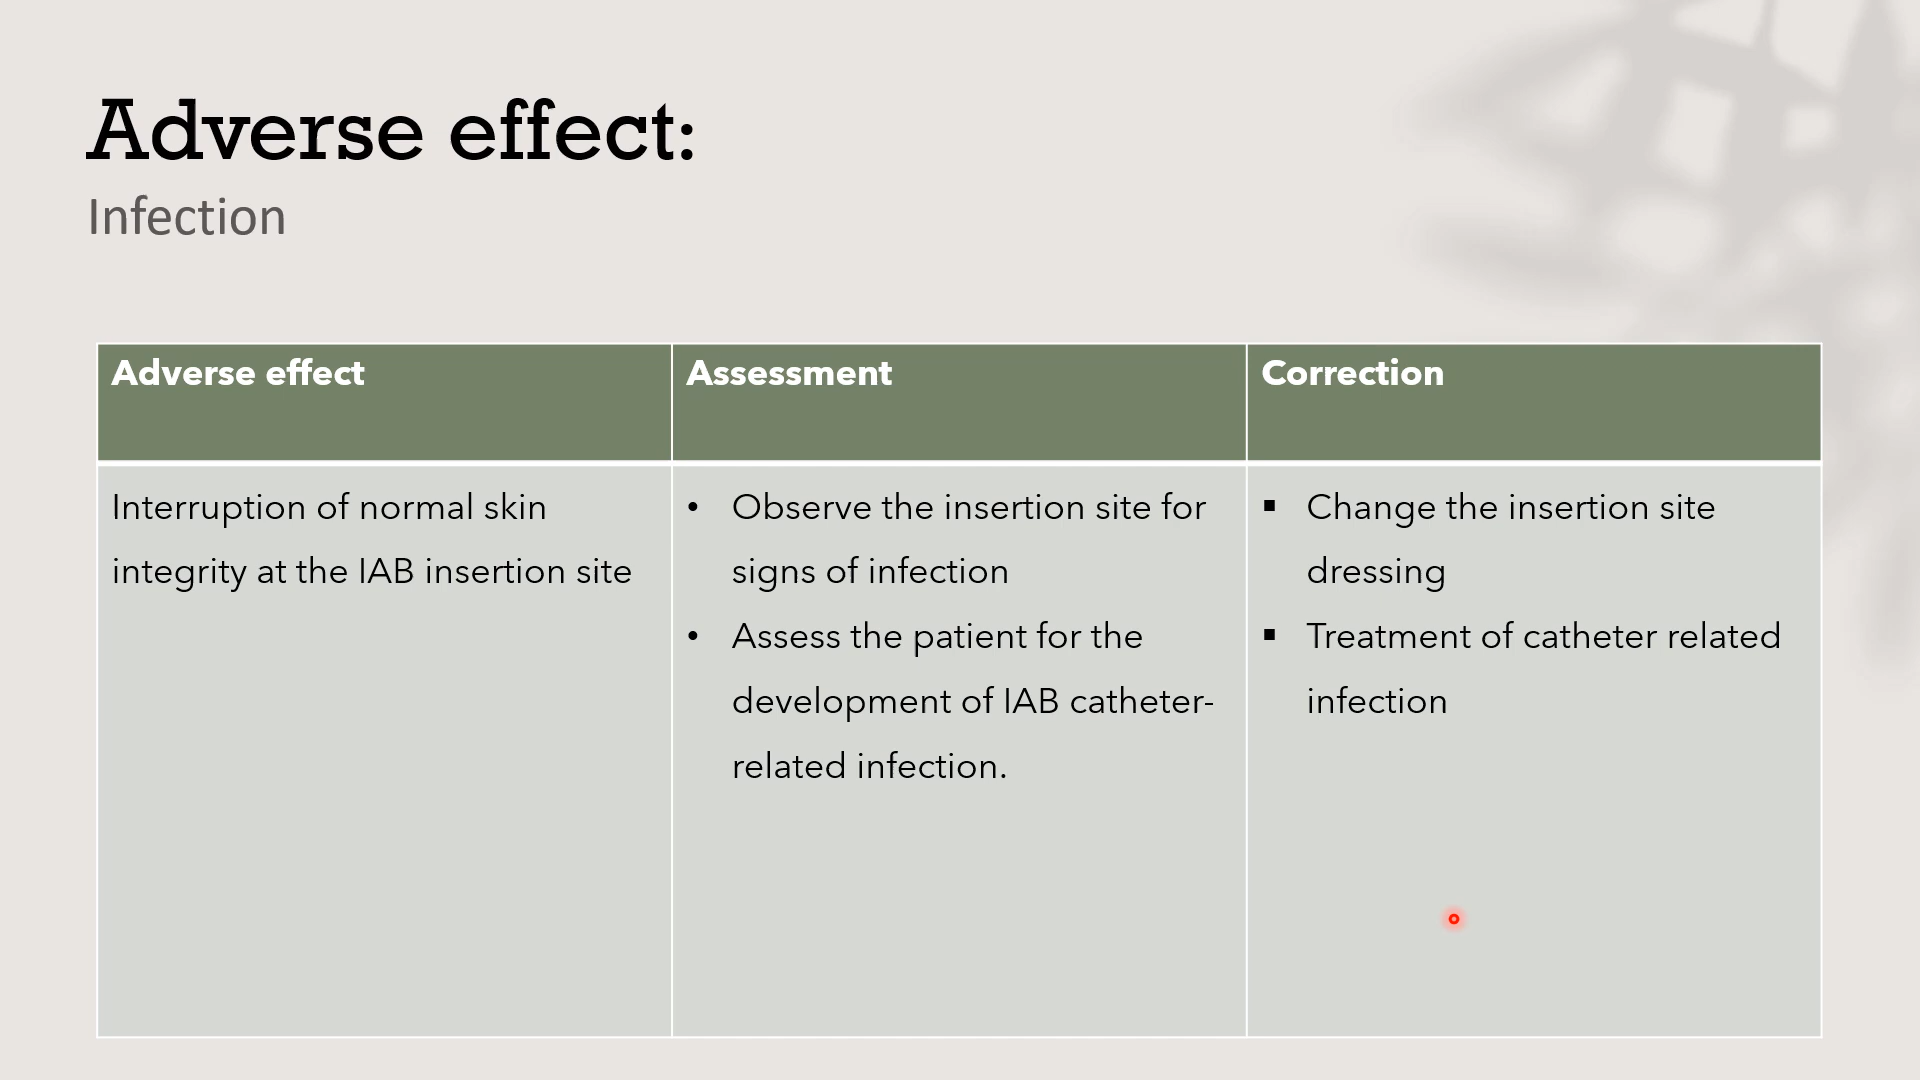 Adverse effect:
Infection
Adverse effect
Assessment
Correction
Interruption of normal skin
integrity at the IAB insertion site
• Observe the insertion site for
signs of infection
• Assess the patient for the
development of IAB catheter-
related infection.
▪ Change the insertion site
dressing
▪ Treatment of catheter related
infection